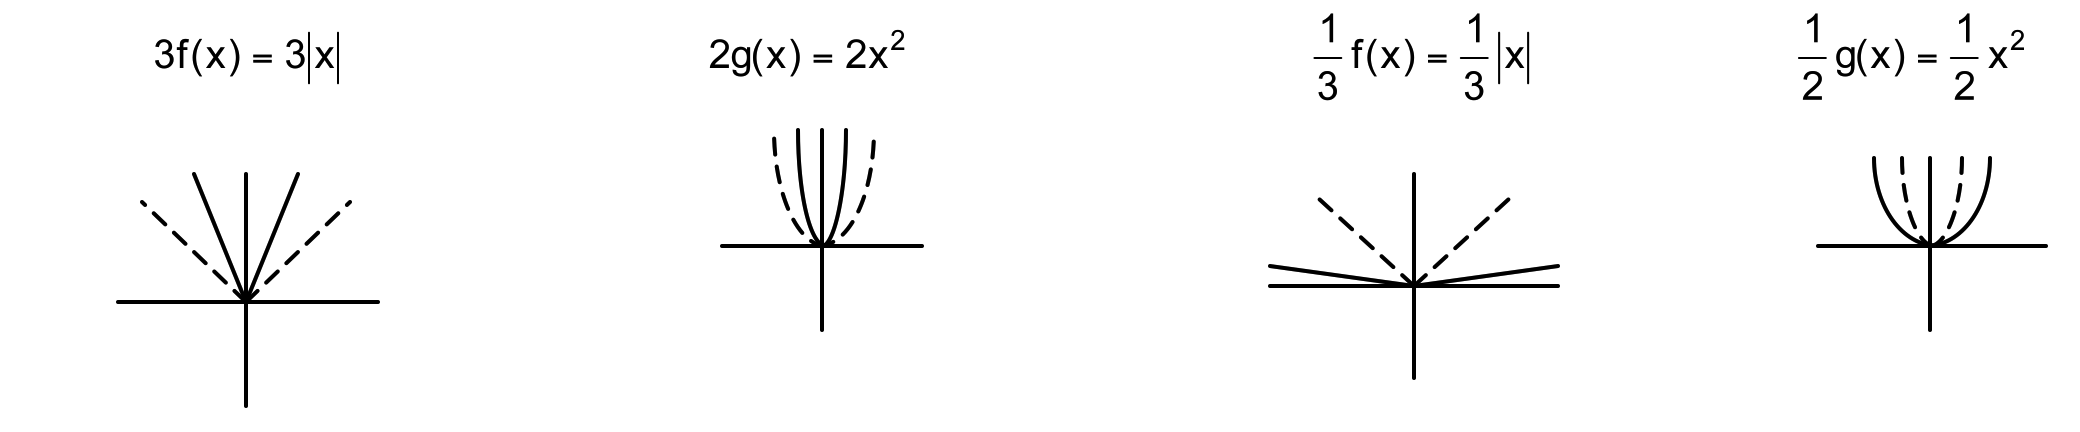 3f(x) = 3|x|
2g(x) = 2x²
1/3 f(x) = 1/3 |x|
1/2 g(x) = 1/2 x²